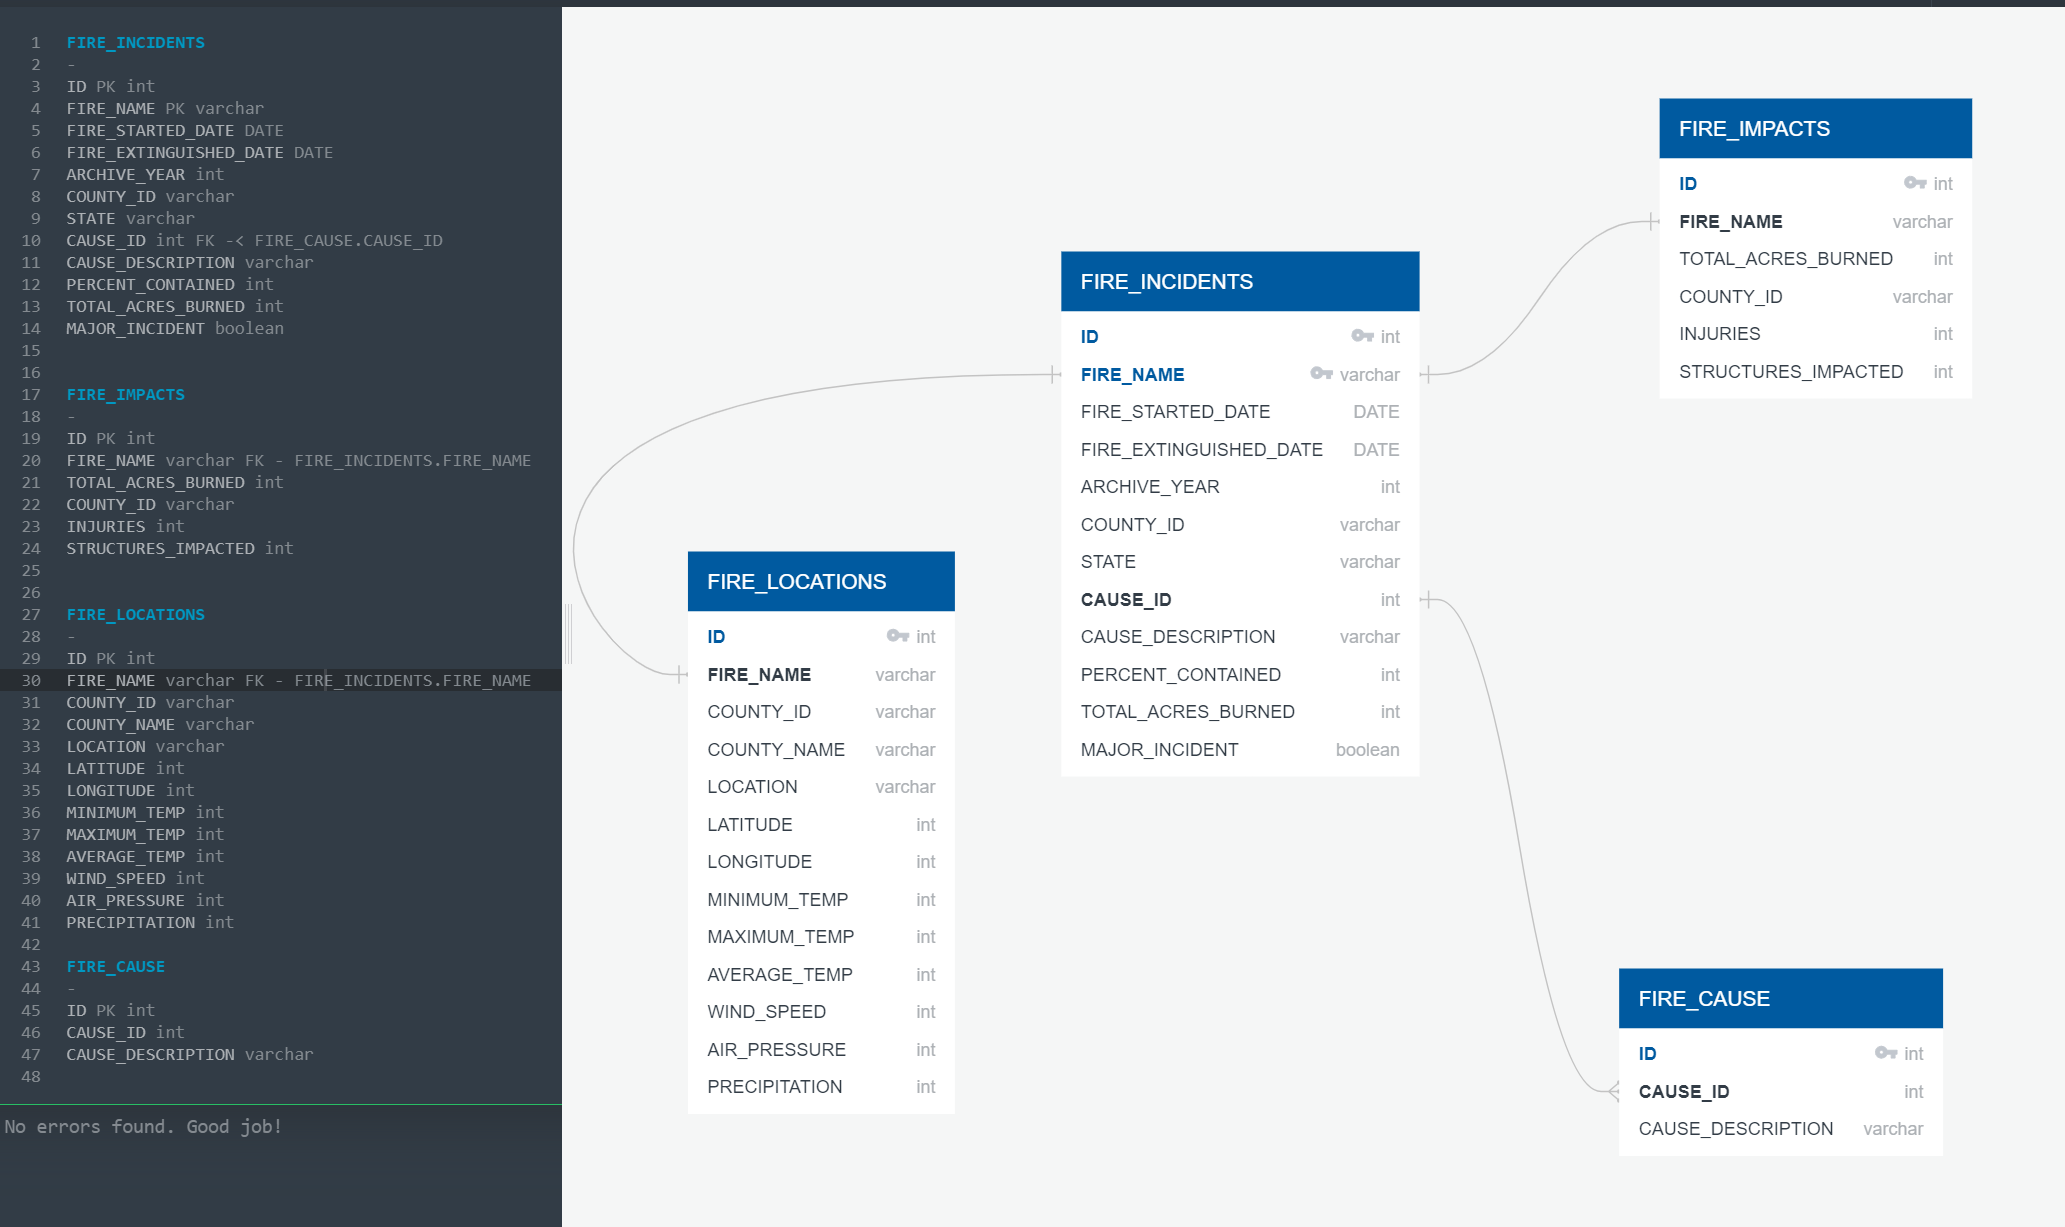 1 FIRE_INCIDENTS
2 -
3 ID PK int
4 FIRE_NAME PK varchar
5 FIRE_STARTED_DATE DATE
6 FIRE_EXTINGUISHED_DATE DATE
7 ARCHIVE_YEAR int
8 COUNTY_ID varchar
9 STATE varchar
10 CAUSE_ID int FK -< FIRE_CAUSE.CAUSE_ID
11 CAUSE_DESCRIPTION varchar
12 PERCENT_CONTAINED int
13 TOTAL_ACRES_BURNED int
14 MAJOR_INCIDENT boolean
15
16
17 FIRE_IMPACTS
18 -
19 ID PK int
20 FIRE_NAME varchar FK - FIRE_INCIDENTS.FIRE_NAME
21 TOTAL_ACRES_BURNED int
22 COUNTY_ID varchar
23 INJURIES int
24 STRUCTURES_IMPACTED int
25
26
27 FIRE_LOCATIONS
28 -
29 ID PK int
30 FIRE_NAME varchar FK - FIRE_INCIDENTS.FIRE_NAME
31 COUNTY_ID varchar
32 COUNTY_NAME varchar
33 LOCATION varchar
34 LATITUDE int
35 LONGITUDE int
36 MINIMUM_TEMP int
37 MAXIMUM_TEMP int
38 AVERAGE_TEMP int
39 WIND_SPEED int
40 AIR_PRESSURE int
41 PRECIPITATION int
42
43 FIRE_CAUSE
44 -
45 ID PK int
46 CAUSE_ID int
47 CAUSE_DESCRIPTION varchar
48
No errors found. Good job!
FIRE_LOCATIONS
ID int
FIRE_NAME varchar
COUNTY_ID varchar
COUNTY_NAME varchar
LOCATION varchar
LATITUDE int
LONGITUDE int
MINIMUM_TEMP int
MAXIMUM_TEMP int
AVERAGE_TEMP int
WIND_SPEED int
AIR_PRESSURE int
PRECIPITATION int
FIRE_INCIDENTS
ID int
FIRE_NAME varchar
FIRE_STARTED_DATE DATE
FIRE_EXTINGUISHED_DATE DATE
ARCHIVE_YEAR int
COUNTY_ID varchar
STATE varchar
CAUSE_ID int
CAUSE_DESCRIPTION varchar
PERCENT_CONTAINED int
TOTAL_ACRES_BURNED int
MAJOR_INCIDENT boolean
FIRE_IMPACTS
ID int
FIRE_NAME varchar
TOTAL_ACRES_BURNED int
COUNTY_ID varchar
INJURIES int
STRUCTURES_IMPACTED int
FIRE_CAUSE
ID int
CAUSE_ID int
CAUSE_DESCRIPTION varchar